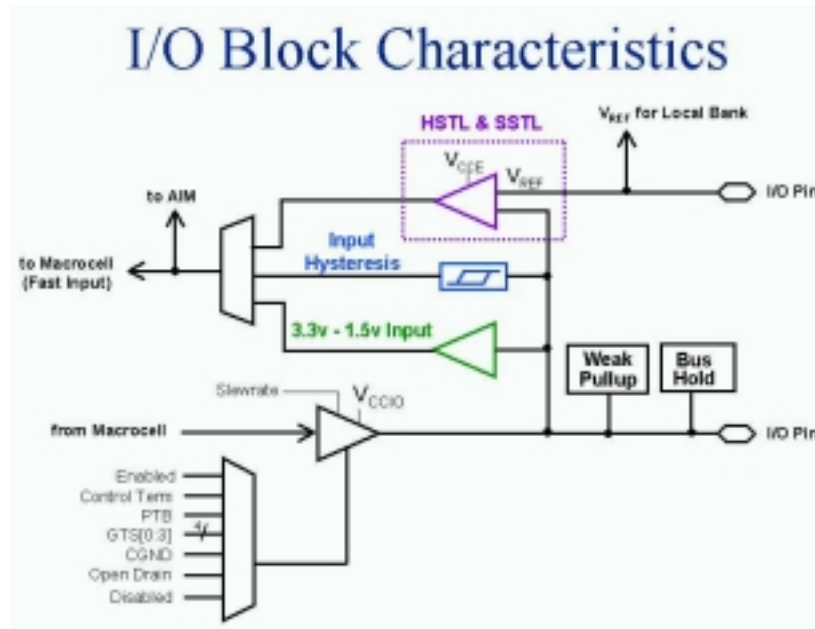 I/O Block Characteristics
HSTL & SSTL
VREF for Local Bank
VCCE
VREF
I/O Pin
to AIM
Input
Hysteresis
to Macrocell
(Fast Input)
3.3v - 1.5v Input
Weak
Pullup
Bus
Hold
Slewrate
VCCIO
from Macrocell
I/O Pin
Enabled
Control Term
PTB
GTS[0:3]
4
CGND
Open Drain
Disabled